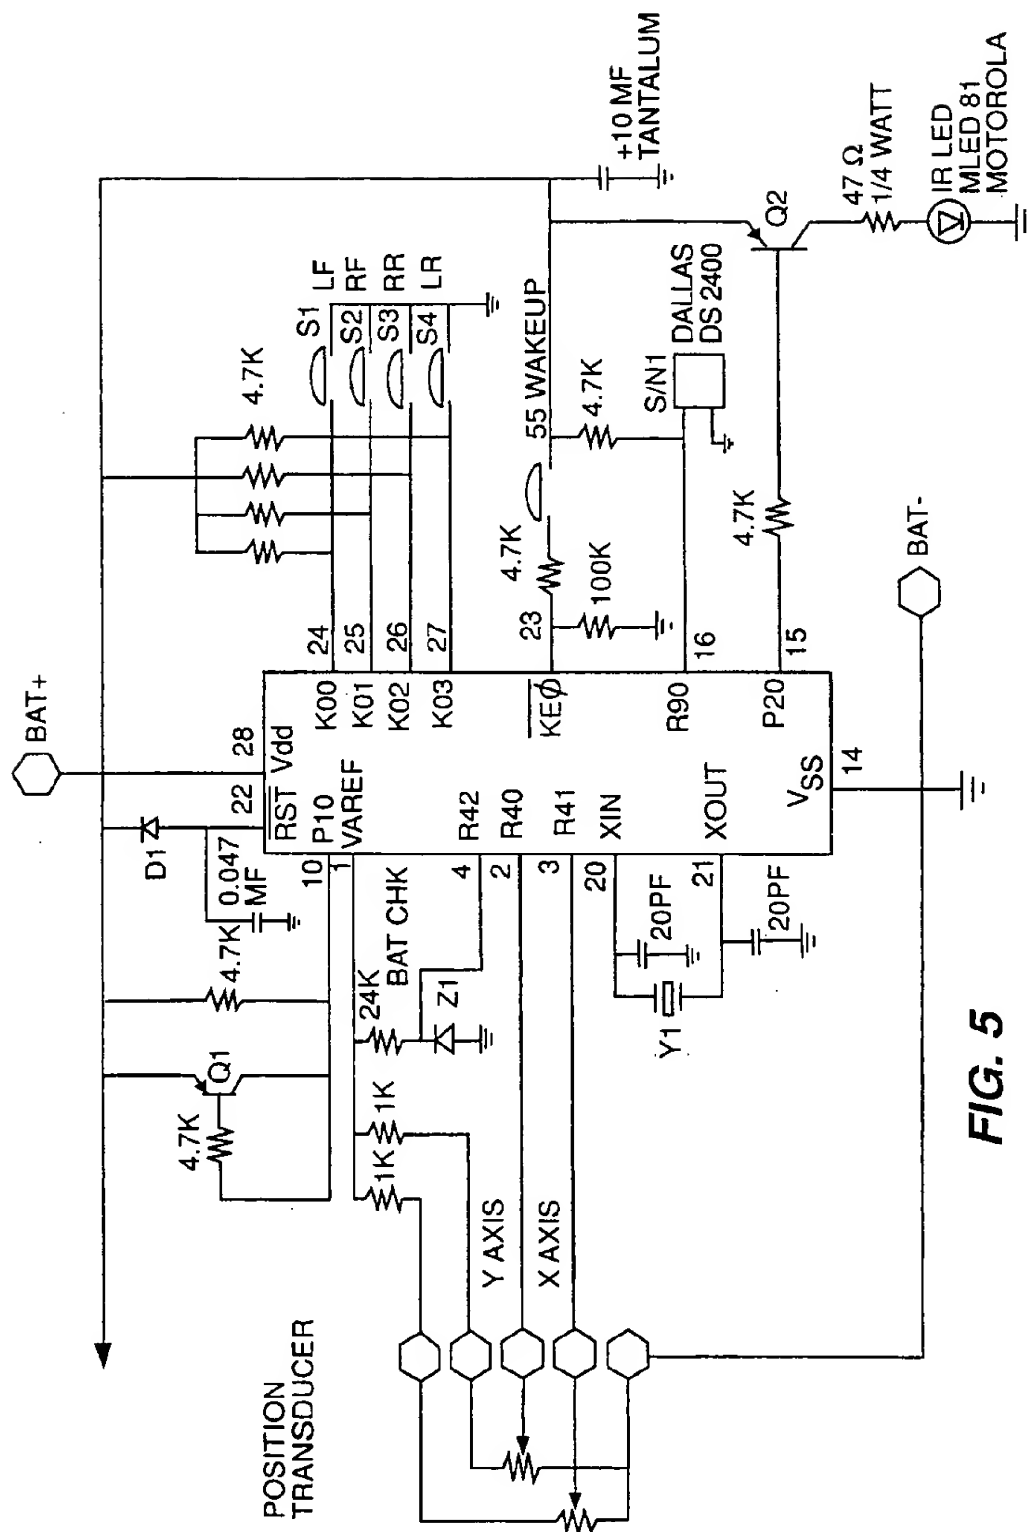 POSITION
TRANSDUCER
BAT+
4.7K
Q1
4.7K
0.047
MF
D1
22
28
10
1
RST
Vdd
P10
VAREF
24K
BAT CHK
1K
1K
Z1
4
R42
Y AXIS
2
R40
X AXIS
3
R41
20
XIN
20PF
Y1
21
XOUT
20PF
VSS
14
K00
24
K01
25
K02
26
K03
27
4.7K
S1
LF
S2
RF
S3
RR
S4
LR
KEØ
23
4.7K
100K
55 WAKEUP
4.7K
+10 MF
TANTALUM
R90
16
S/N1
DALLAS
DS 2400
P20
15
4.7K
Q2
47 Ω
1/4 WATT
IR LED
MLED 81
MOTOROLA
BAT-
FIG. 5